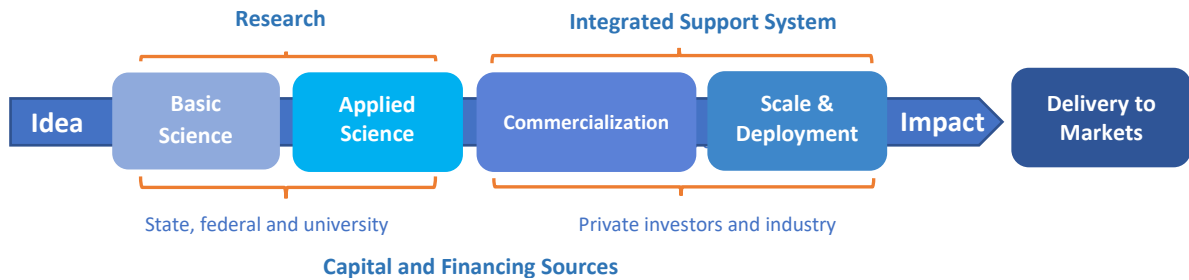 Research
Integrated Support System
Idea
Basic
Science
Applied
Science
Commercialization
Scale &
Deployment
Impact
Delivery to
Markets
State, federal and university
Private investors and industry
Capital and Financing Sources